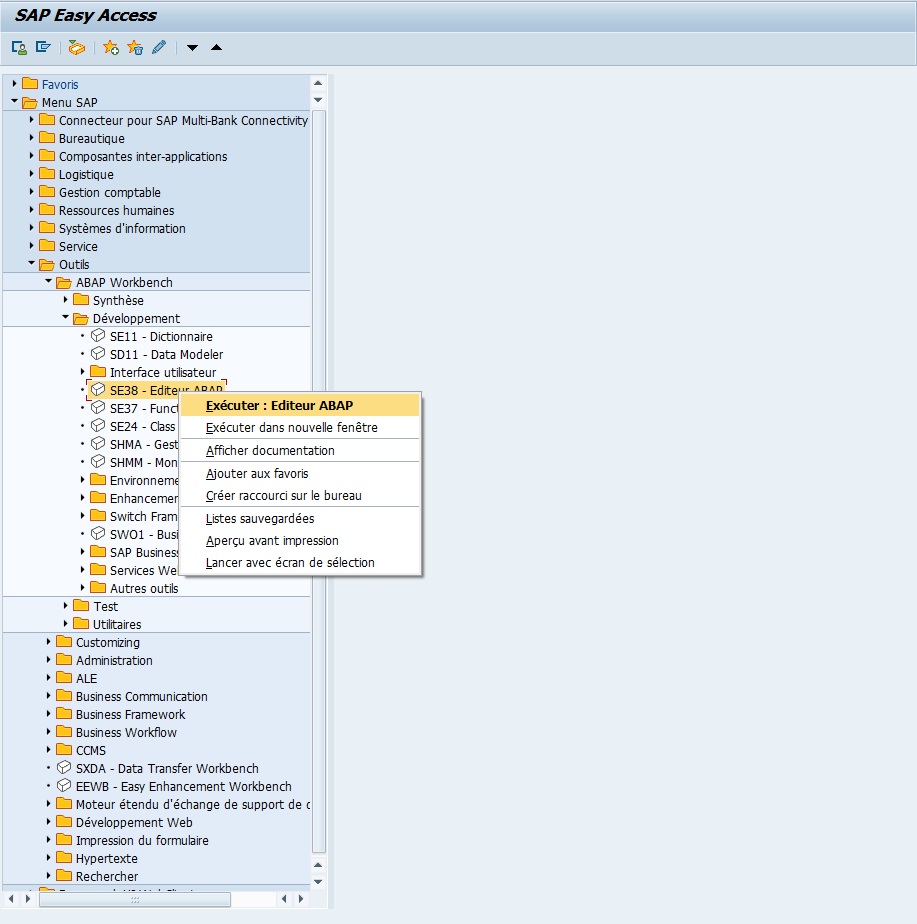 SAP Easy Access
Favoris
Menu SAP
Connecteur pour SAP Multi-Bank Connectivity
Bureautique
Composantes inter-applications
Logistique
Gestion comptable
Ressources humaines
Systèmes d'information
Service
Outils
ABAP Workbench
Synthèse
Développement
SE11 - Dictionnaire
SD11 - Data Modeler
Interface utilisateur
SE38 - Editeur ABAP
SE37 - Funct
SE24 - Class
SHMA - Gest
SHMM - Mon
Environneme
Enhancemen
Switch Fram
SWO1 - Busi
SAP Business
Services We
Autres outils
Exécuter : Editeur ABAP
Exécuter dans nouvelle fenêtre
Afficher documentation
Ajouter aux favoris
Créer raccourci sur le bureau
Listes sauvegardées
Aperçu avant impression
Lancer avec écran de sélection
Test
Utilitaires
Customizing
Administration
ALE
Business Communication
Business Framework
Business Workflow
CCMS
SXDA - Data Transfer Workbench
EEWB - Easy Enhancement Workbench
Moteur étendu d'échange de support de d
Développement Web
Impression du formulaire
Hypertexte
Rechercher